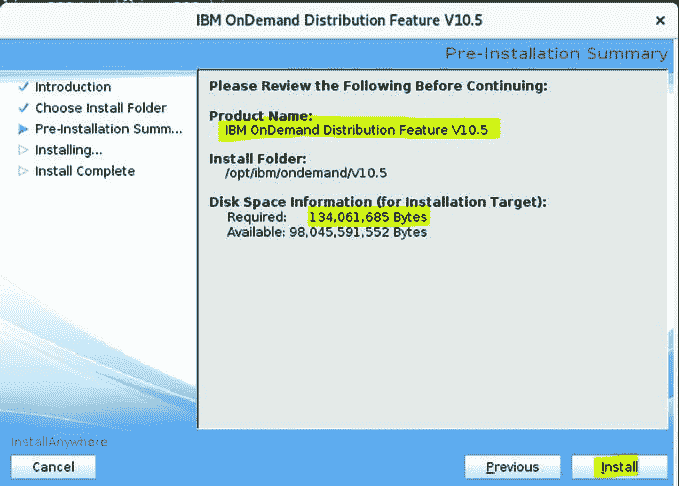 IBM OnDemand Distribution Feature V10.5
Pre-Installation Summary
Introduction
Choose Install Folder
Pre-Installation Summ...
Installing...
Install Complete
Please Review the Following Before Continuing:
Product Name:
IBM OnDemand Distribution Feature V10.5
Install Folder:
/opt/ibm/ondemand/v10.5
Disk Space Information (for Installation Target):
Required: 134,061,685 Bytes
Available: 98,045,591,552 Bytes
InstallAnywhere
Cancel
Previous
Install